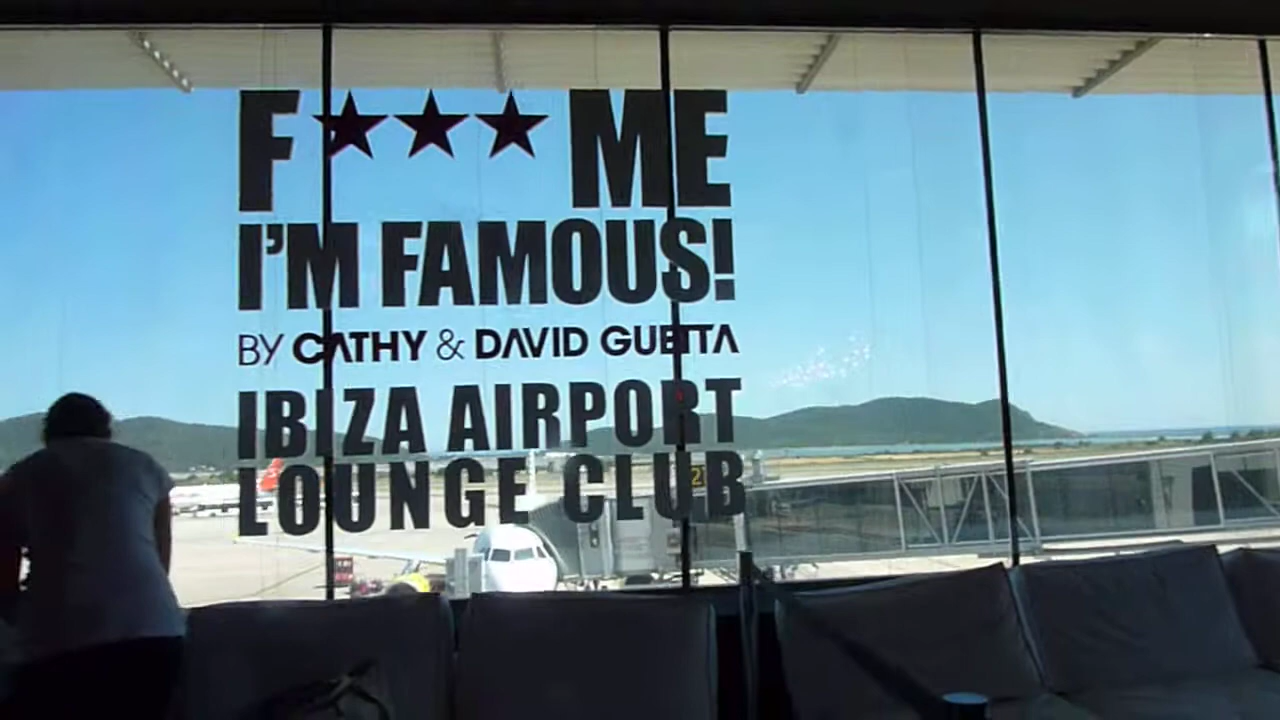 F★★★ME
I'M FAMOUS!
BY CATHY & DAVID GUETTA
IBIZA AIRPORT
LOUNGE CLUB